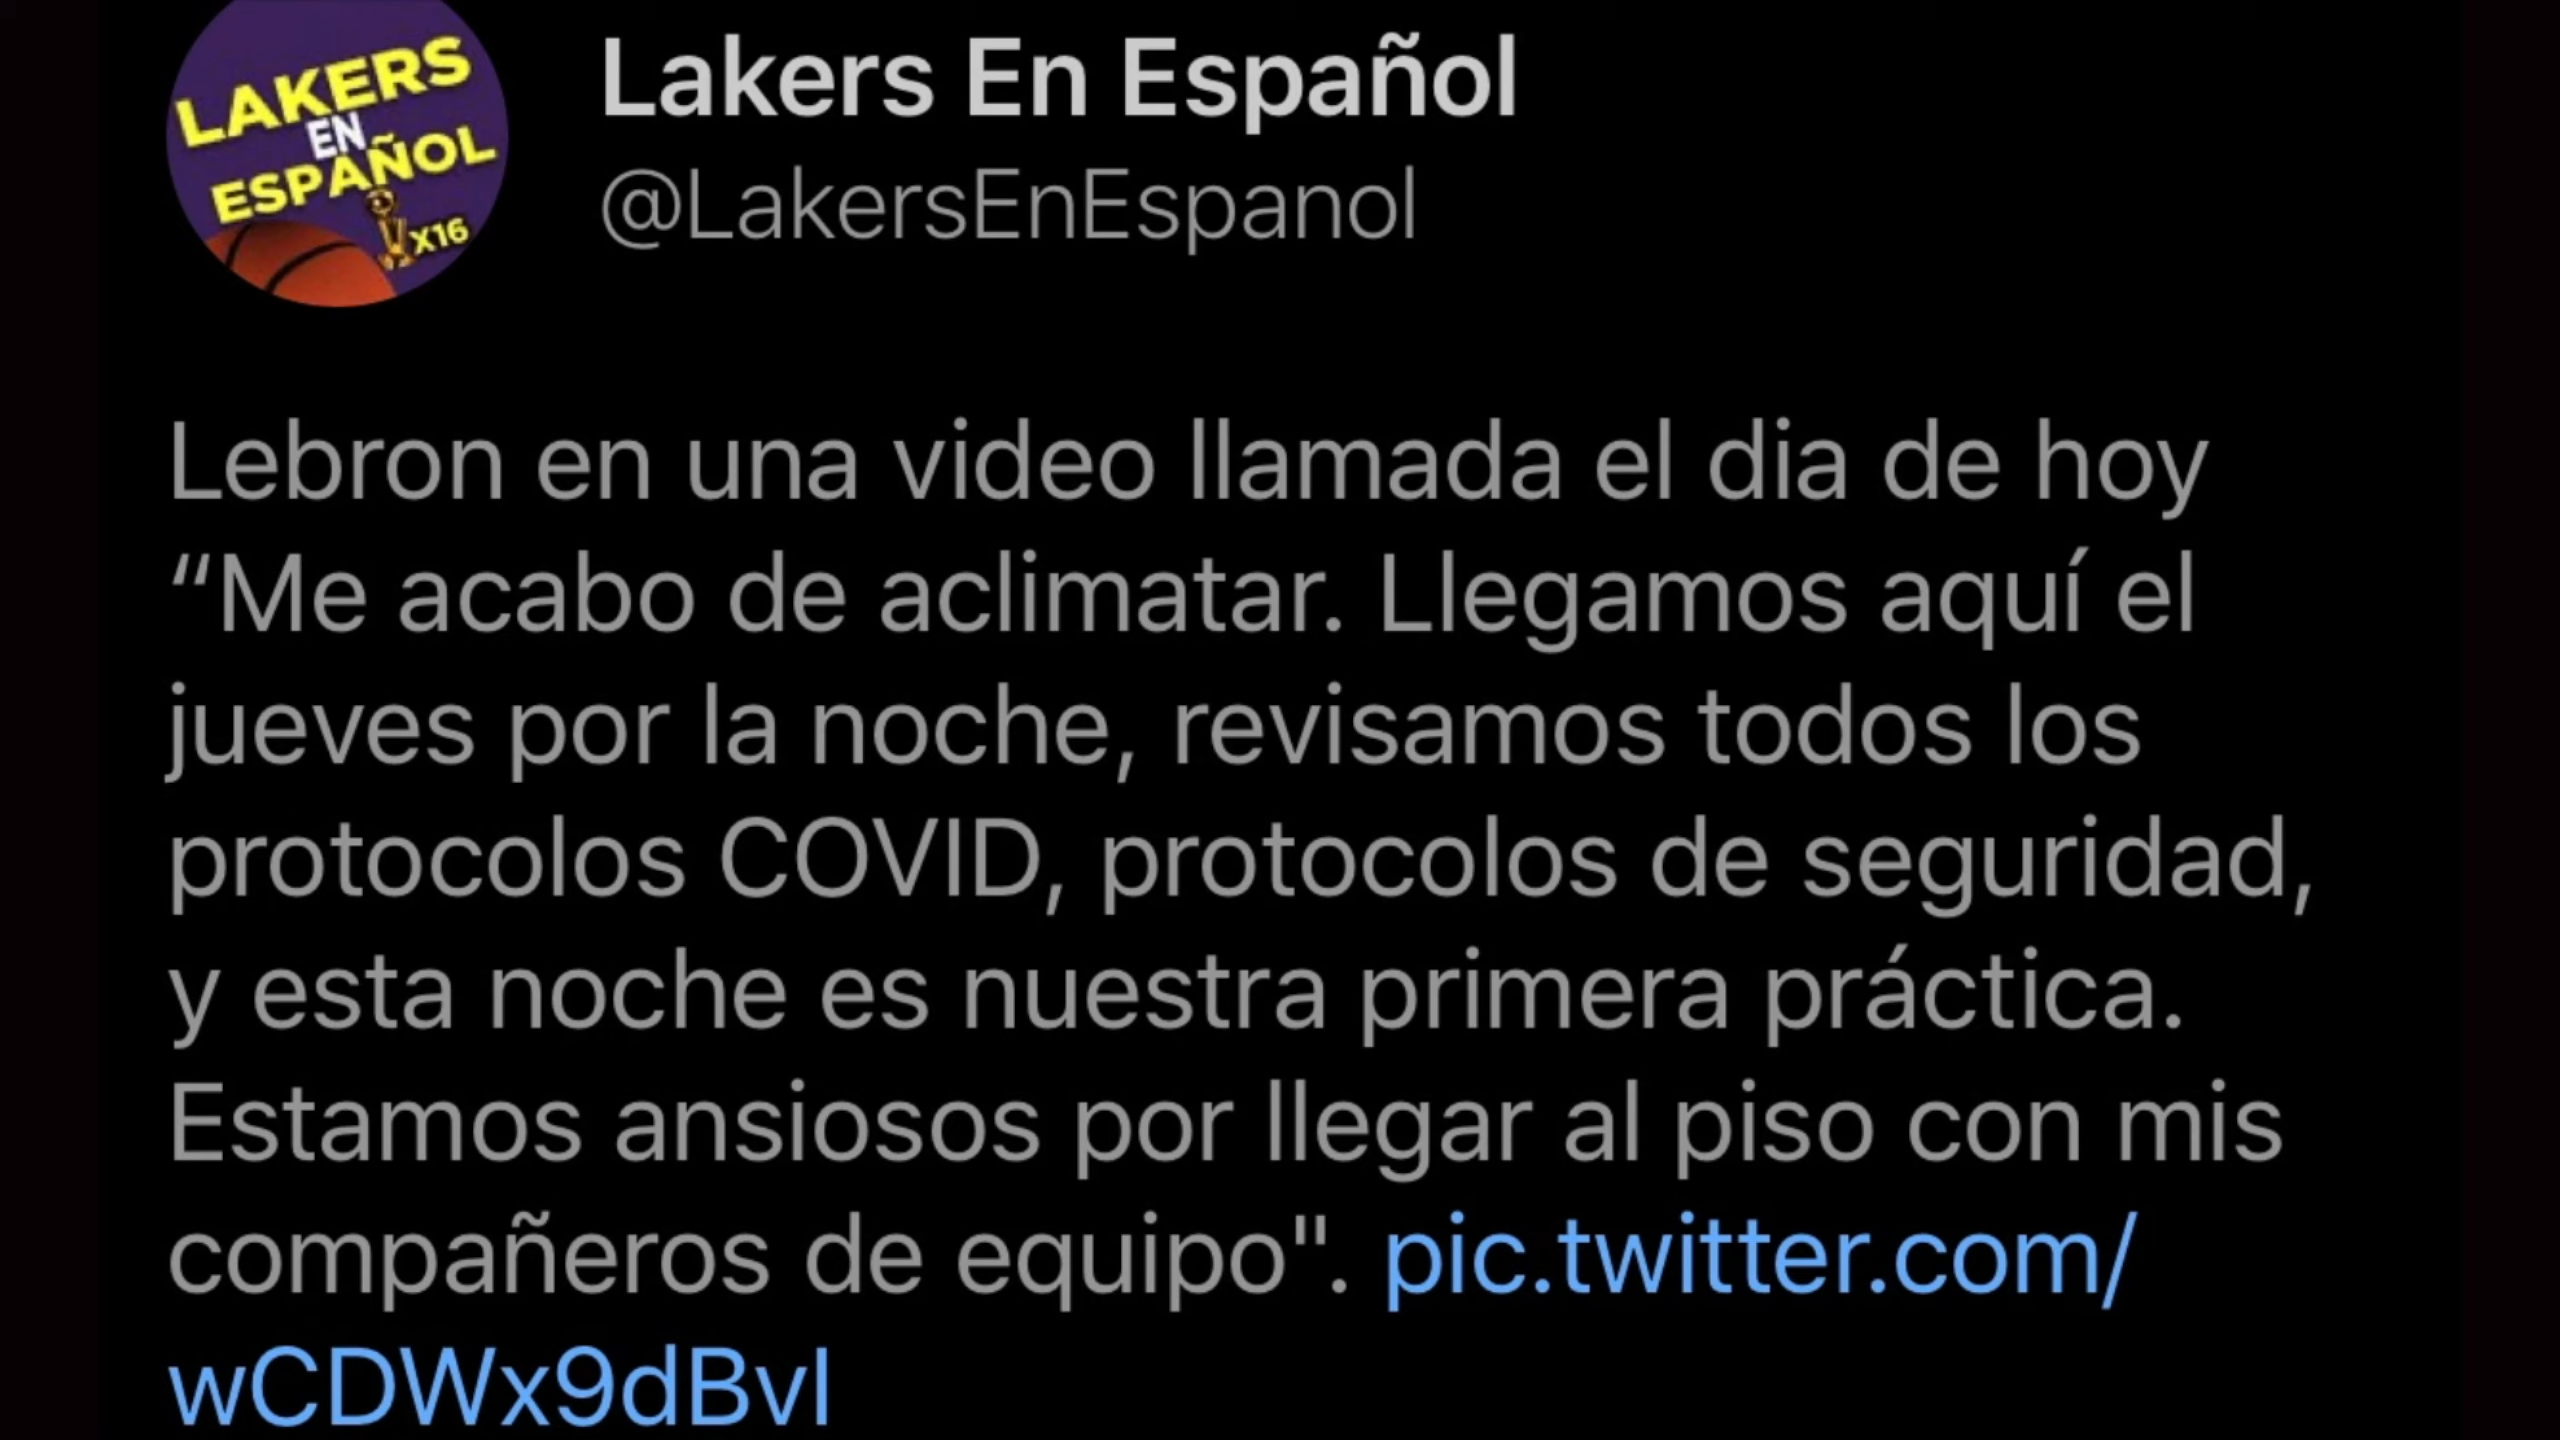 LAKERS
EN
ESPAÑOL
X16
Lakers En Español
@LakersEnEspanol
Lebron en una video llamada el dia de hoy
“Me acabo de aclimatar. Llegamos aquí el
jueves por la noche, revisamos todos los
protocolos COVID, protocolos de seguridad,
y esta noche es nuestra primera práctica.
Estamos ansiosos por llegar al piso con mis
compañeros de equipo". pic.twitter.com/
wCDWx9dBvl